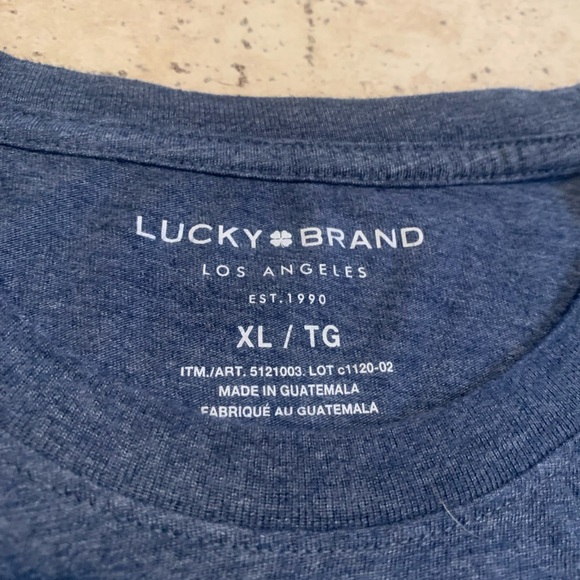 LUCKY BRAND
LOS ANGELES
EST.1990
XL / TG
ITM./ART. 5121003. LOT c1120-02
MADE IN GUATEMALA
FABRIQUÉ AU GUATEMALA